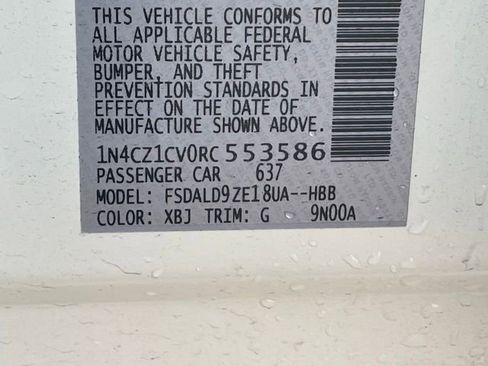 THIS VEHICLE CONFORMS TO
ALL APPLICABLE FEDERAL
MOTOR VEHICLE SAFETY,
BUMPER, AND THEFT
PREVENTION STANDARDS IN
EFFECT ON THE DATE OF
MANUFACTURE SHOWN ABOVE.
1N4CZ1CV0RC553586
PASSENGER CAR 637
MODEL: FSDALD9ZE18UA--HBB
COLOR: XBJ TRIM: G 9N00A